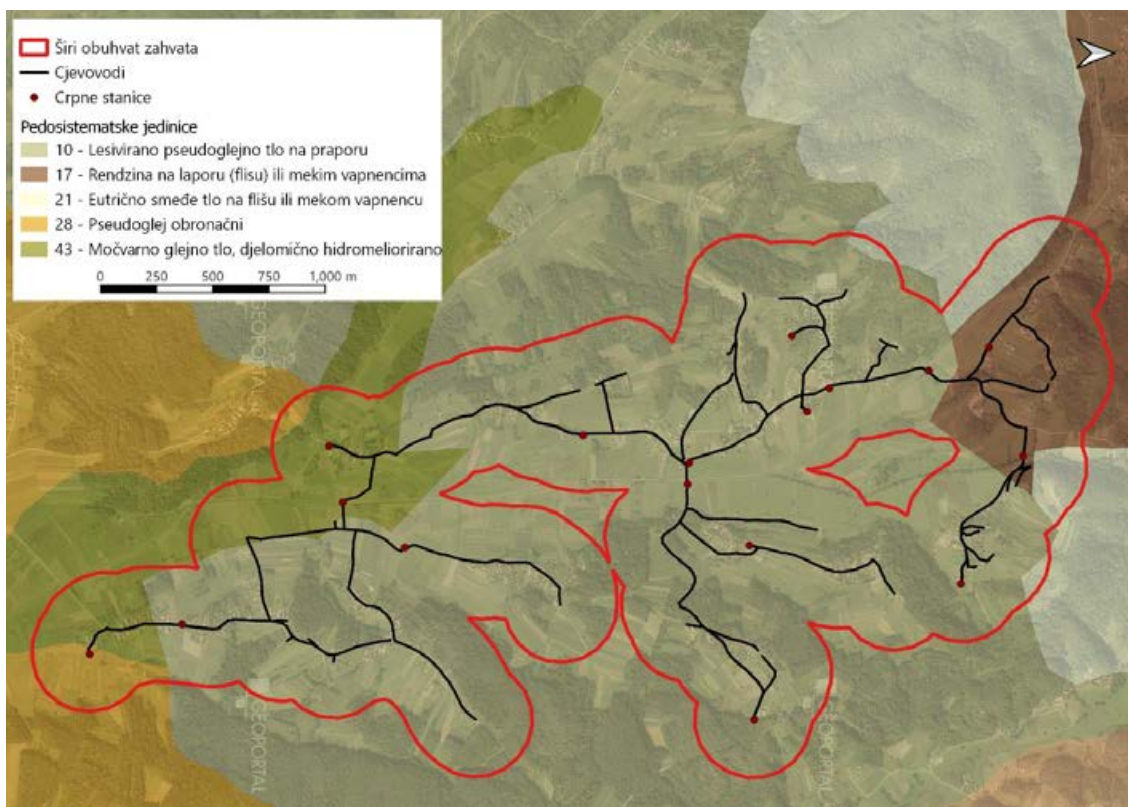 Širi obuhvat zahvata
Cjevovodi
Crpne stanice
Pedosistematske jedinice
10 - Lesivirano pseudoglejno tlo na praporu
17 - Rendzina na laporu (flisu) ili mekim vapnencima
21 - Eutrično smeđe tlo na flišu ili mekom vapnencu
28 - Pseudoglej obronačni
43 - Močvarno glejno tlo, djelomično hidromeliorirano
0 250 500 750 1,000 m
GEOPORTAL
GEOPORTAL
GEOPORTAL